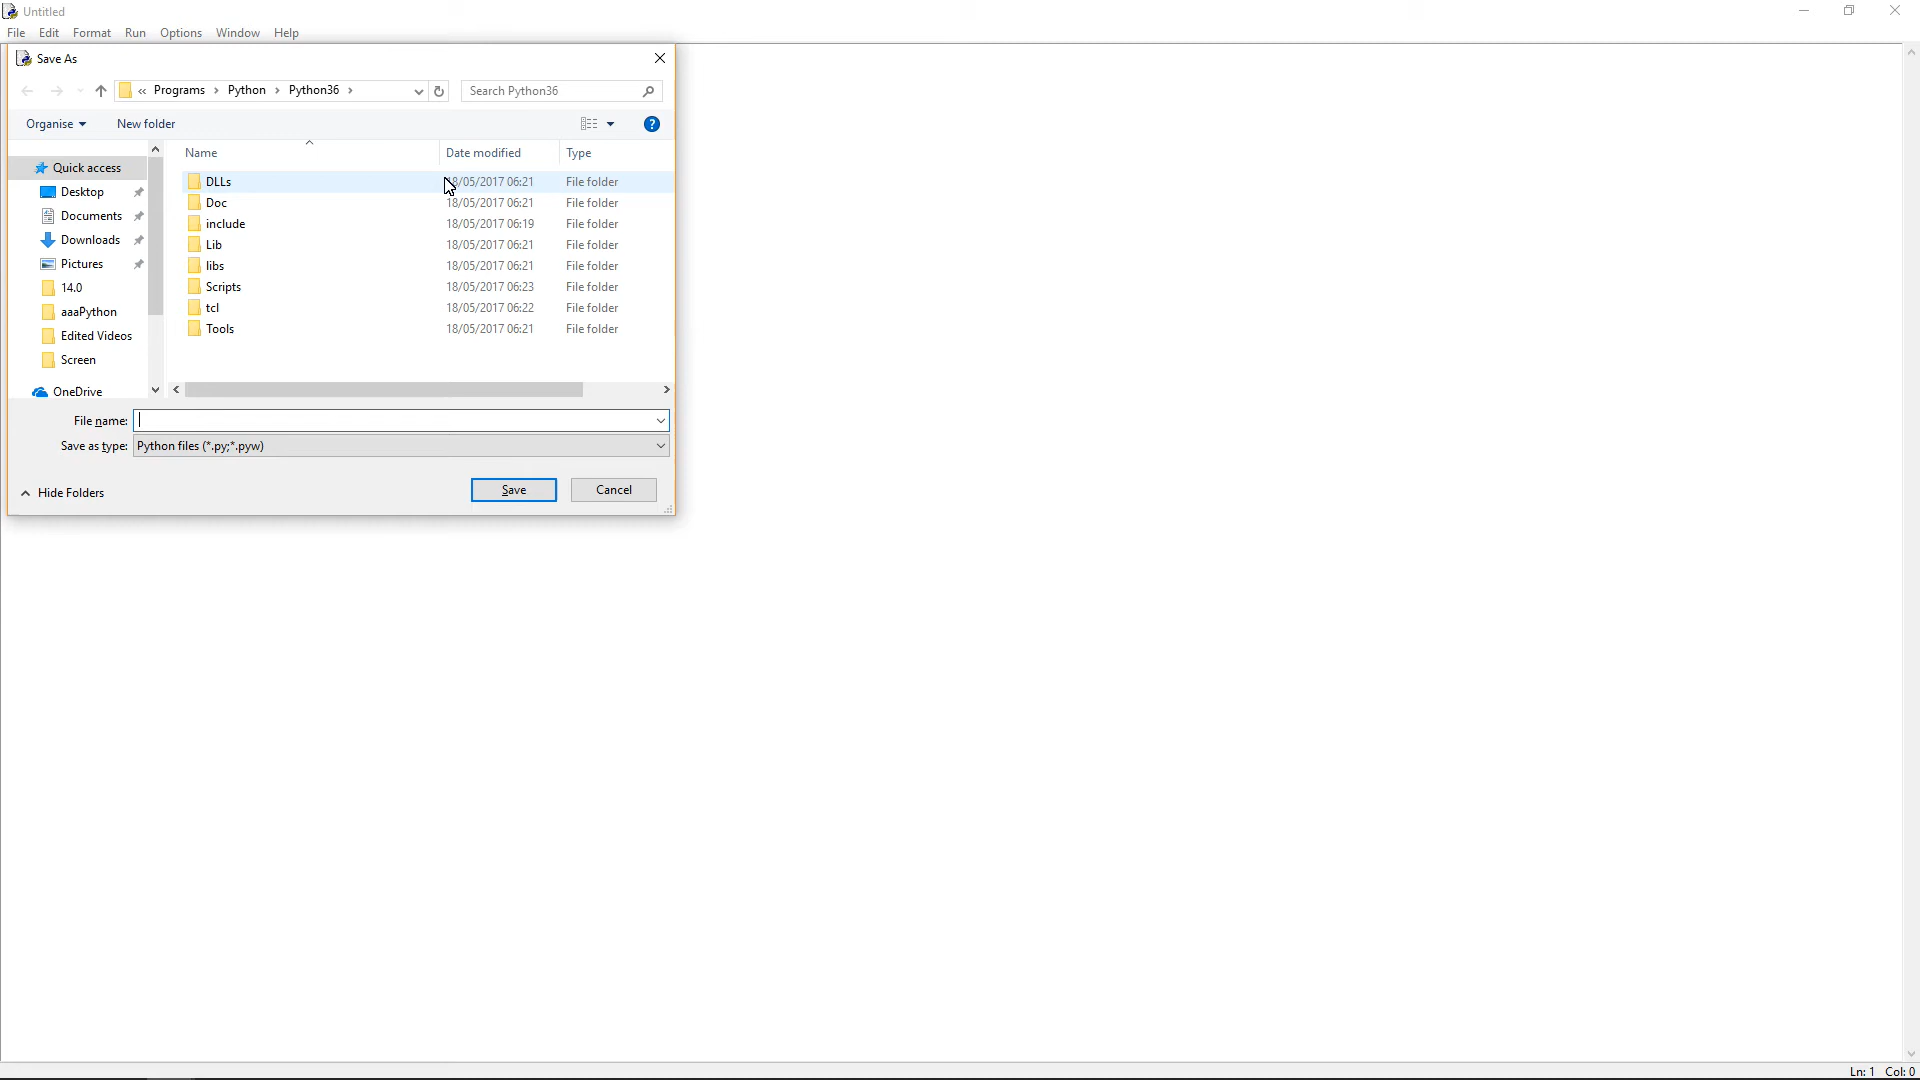 Untitled
File Edit Format Run Options Window Help
Save As
« Programs › Python › Python36 ›
Search Python36
Organise New folder
Name Date modified Type
Quick access
Desktop
Documents
Downloads
Pictures
14.0
aaaPython
Edited Videos
Screen
OneDrive
DLLs 18/05/2017 06:21 File folder
Doc 18/05/2017 06:21 File folder
include 18/05/2017 06:19 File folder
Lib 18/05/2017 06:21 File folder
libs 18/05/2017 06:21 File folder
Scripts 18/05/2017 06:23 File folder
tcl 18/05/2017 06:22 File folder
Tools 18/05/2017 06:21 File folder
File name:
Save as type: Python files (*.py;*.pyw)
Hide Folders Save Cancel
Ln: 1 Col: 0